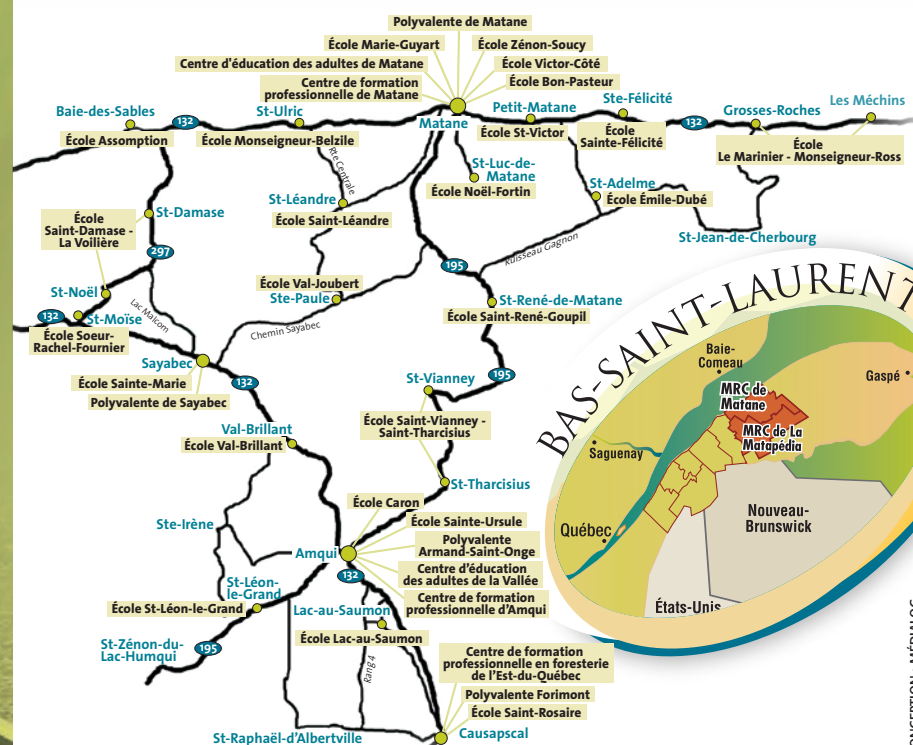 Polyvalente de Matane
École Marie-Guyart
École Zénon-Soucy
Centre d'éducation des adultes de Matane
École Victor-Côté
Centre de formation
professionnelle de Matane
École Bon-Pasteur
Baie-des-Sables
132
St-Ulric
Matane
Petit-Matane
Ste-Félicité
132
Grosses-Roches
Les Méchins
École Assomption
École Monseigneur-Belzile
École St-Victor
École
Sainte-Félicité
École
Le Marinier - Monseigneur-Ross
Rte Centrale
St-Luc-de-
Matane
École Noël-Fortin
St-Adelme
École Émile-Dubé
St-Léandre
École Saint-Léandre
École
Saint-Damase -
La Voilière
St-Damase
297
St-Jean-de-Cherbourg
Ruisseau Gagnon
195
École Val-Joubert
Ste-Paule
St-Noël
132
St-Moïse
Lac Malcom
Chemin Sayabec
St-René-de-Matane
École Saint-René-Goupil
École Soeur-
Rachel-Fournier
Sayabec
132
École Sainte-Marie
Polyvalente de Sayabec
St-Vianney
195
École Saint-Vianney -
Saint-Tharcisius
Val-Brillant
École Val-Brillant
St-Tharcisius
École Caron
École Sainte-Ursule
Polyvalente
Armand-Saint-Onge
Centre d'éducation
des adultes de la Vallée
Centre de formation
professionnelle d'Amqui
Ste-Irène
Amqui
132
St-Léon-
le-Grand
École St-Léon-le-Grand
Lac-au-Saumon
École Lac-au-Saumon
St-Zénon-du-
Lac-Humqui
195
Rang 4
Centre de formation
professionnelle en foresterie
de l'Est-du-Québec
Polyvalente Forimont
École Saint-Rosaire
St-Raphaël-d'Albertville
Causapscal
BAS-SAINT-LAURENT
Baie-
Comeau
Gaspé
MRC de
Matane
MRC de La
Matapédia
Saguenay
Québec
Nouveau-
Brunswick
États-Unis